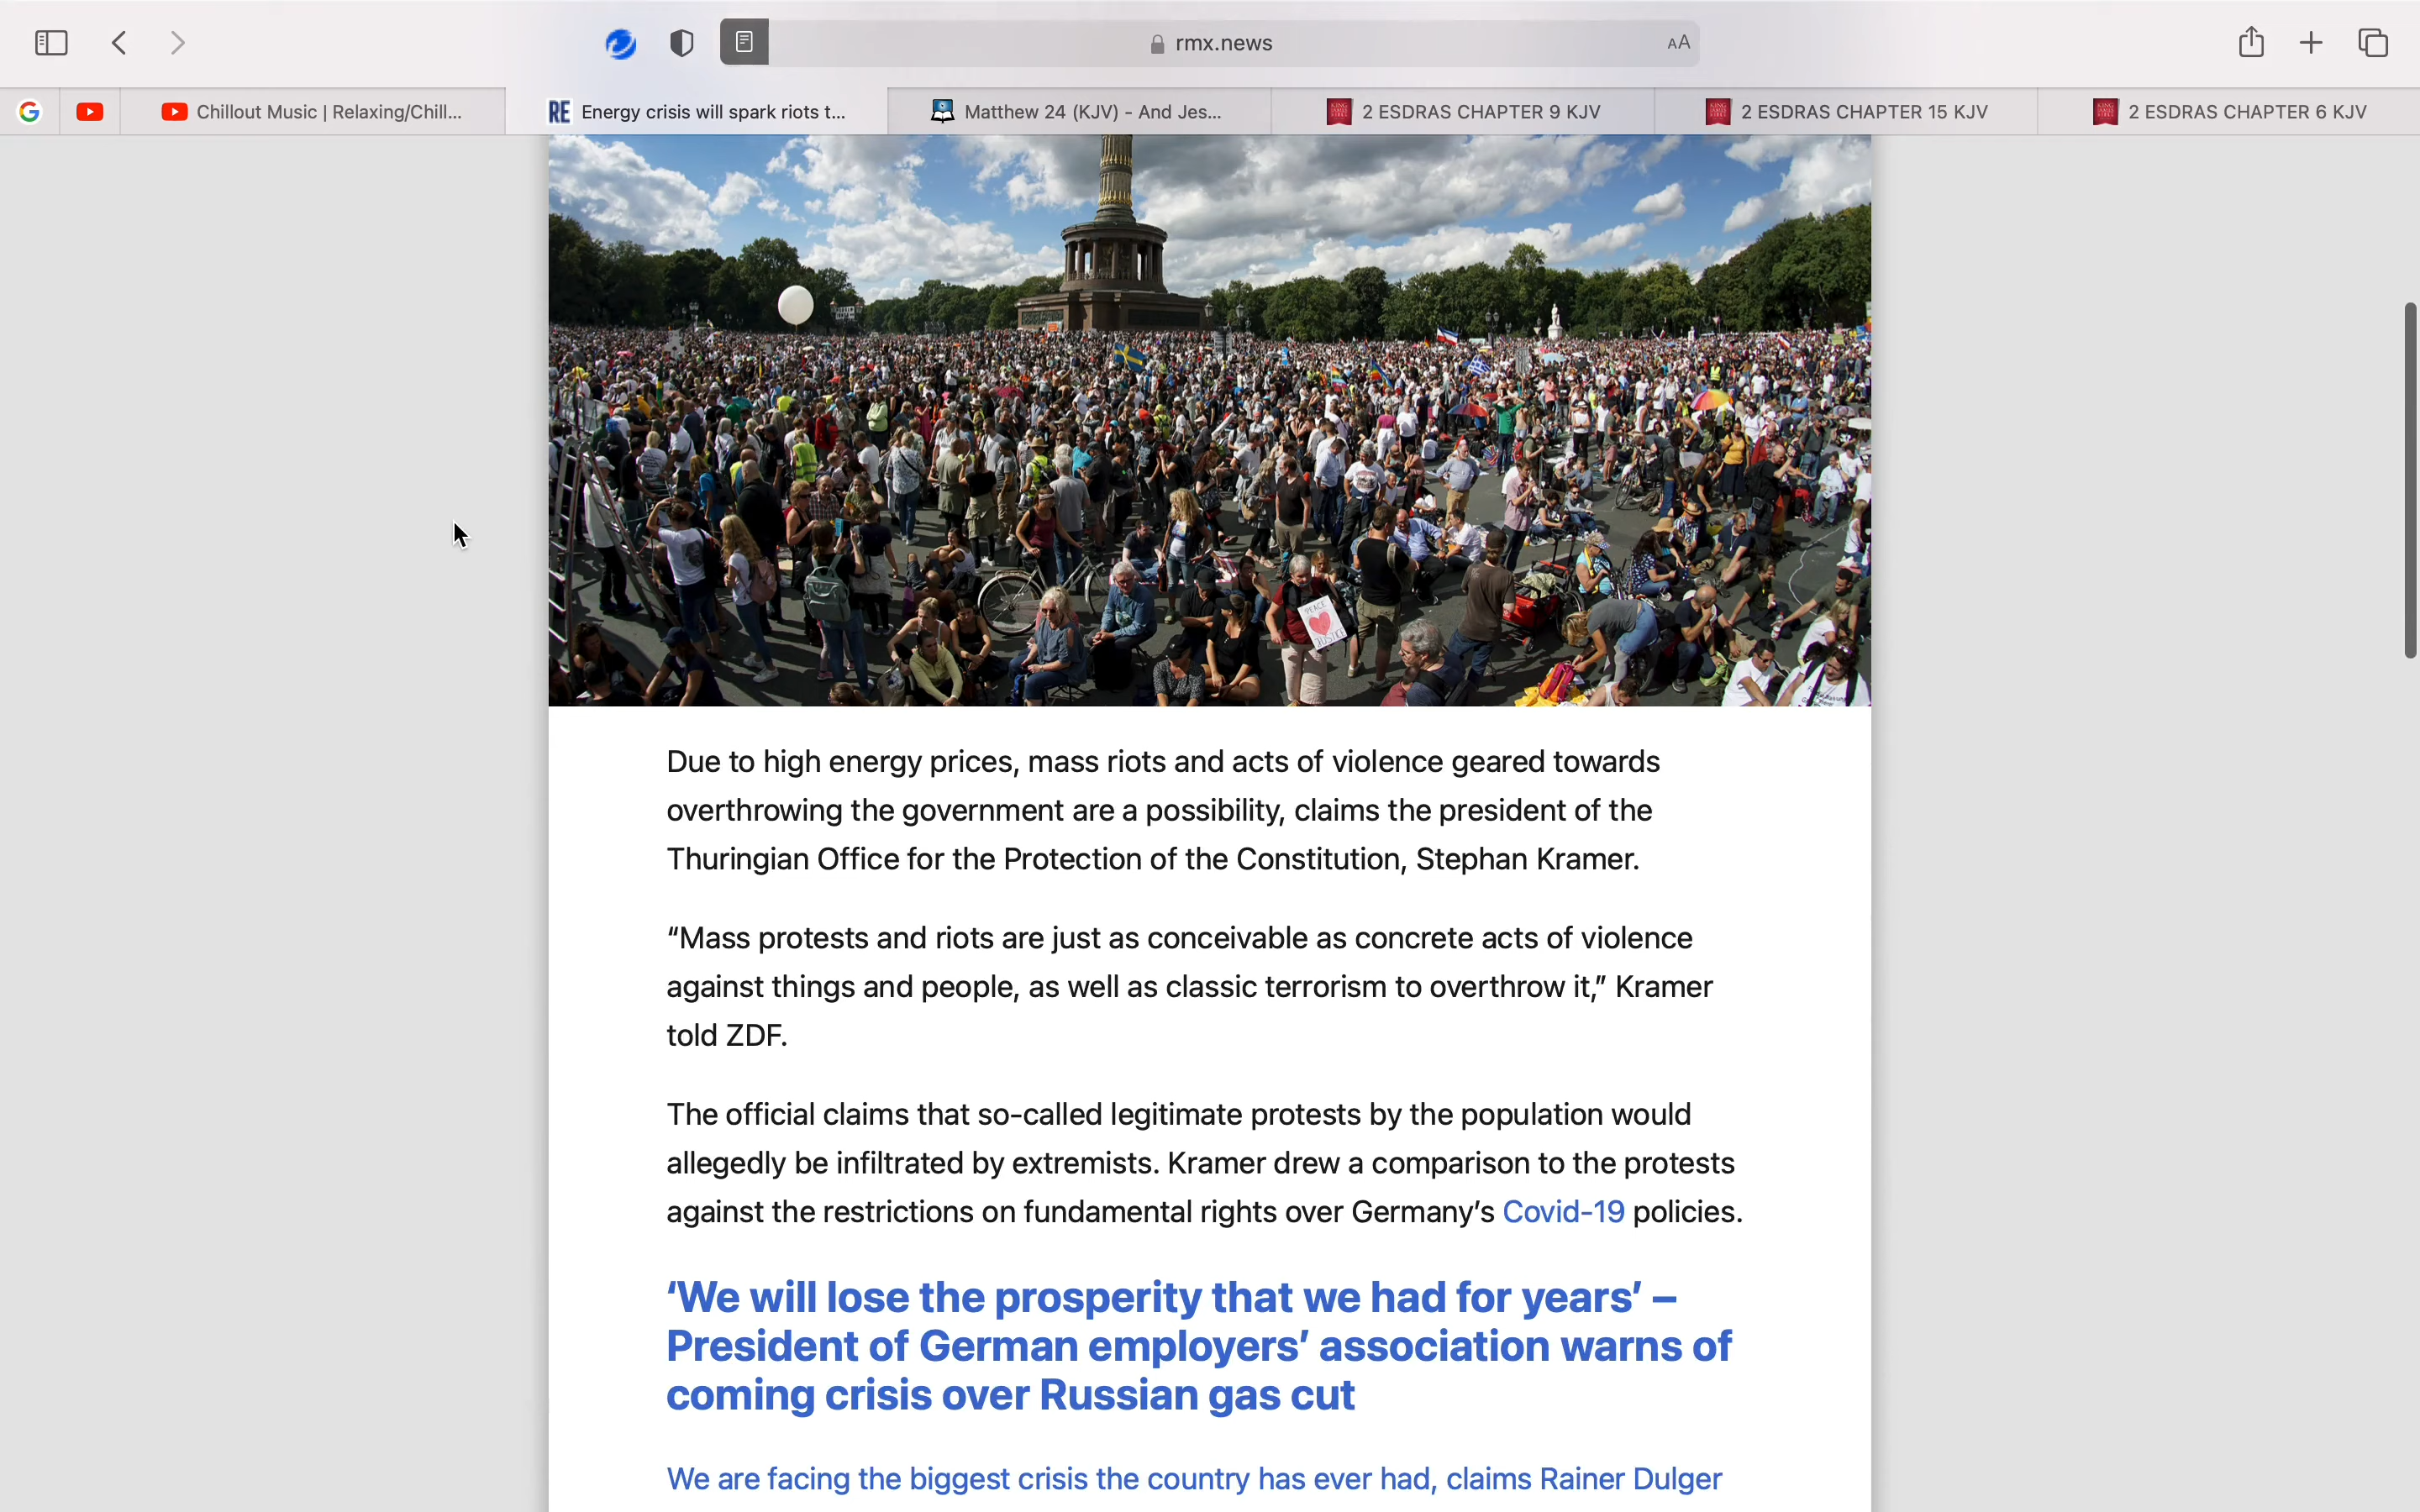 rmx.news
AA
Chillout Music | Relaxing/Chill...
RE Energy crisis will spark riots t...
Matthew 24 (KJV) - And Jes...
2 ESDRAS CHAPTER 9 KJV
2 ESDRAS CHAPTER 15 KJV
2 ESDRAS CHAPTER 6 KJV
PEACE
JUSTICE
Due to high energy prices, mass riots and acts of violence geared towards
overthrowing the government are a possibility, claims the president of the
Thuringian Office for the Protection of the Constitution, Stephan Kramer.
“Mass protests and riots are just as conceivable as concrete acts of violence
against things and people, as well as classic terrorism to overthrow it,” Kramer
told ZDF.
The official claims that so-called legitimate protests by the population would
allegedly be infiltrated by extremists. Kramer drew a comparison to the protests
against the restrictions on fundamental rights over Germany’s Covid-19 policies.
‘We will lose the prosperity that we had for years’ –
President of German employers’ association warns of
coming crisis over Russian gas cut
We are facing the biggest crisis the country has ever had, claims Rainer Dulger